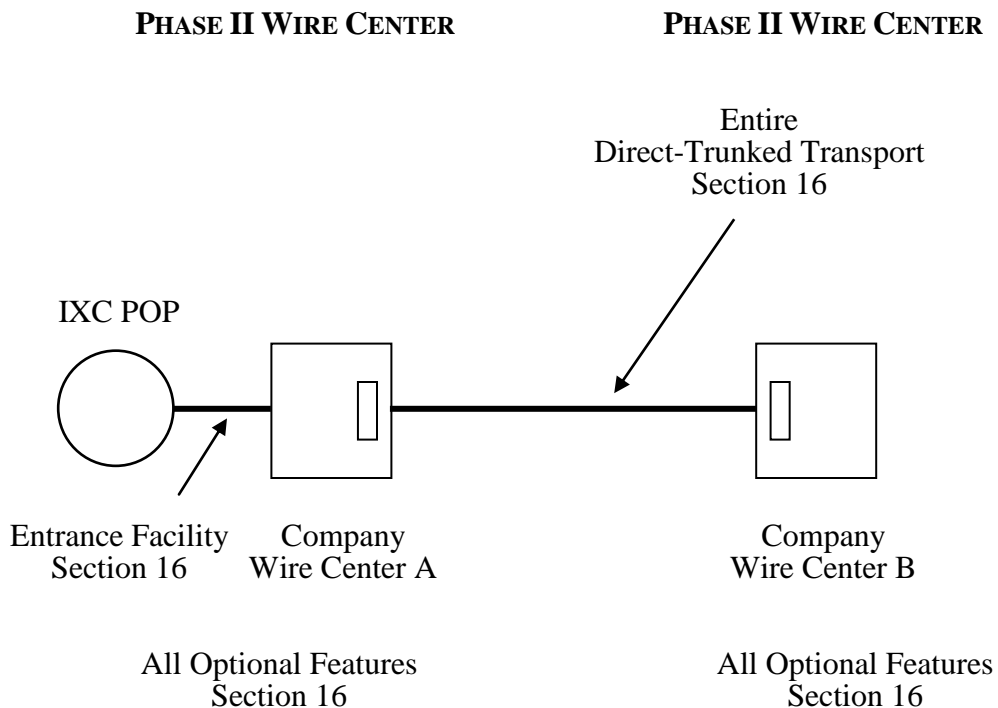 PHASE II WIRE CENTER
PHASE II WIRE CENTER
Entire
Direct-Trunked Transport
Section 16
IXC POP
Entrance Facility
Section 16
Company
Wire Center A
Company
Wire Center B
All Optional Features
Section 16
All Optional Features
Section 16